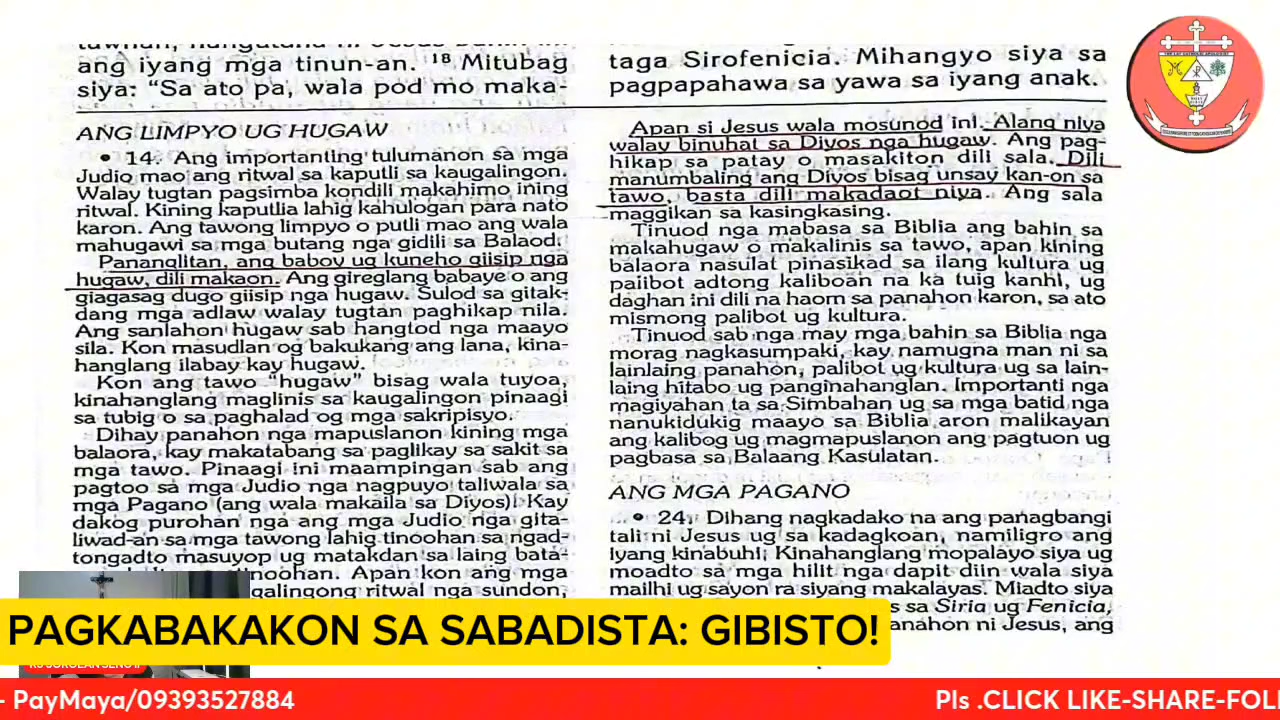 ang iyang mga tinun-an. ¹⁸ Mitubag
siya: “Sa ato pa, wala pod mo maka-
ANG LIMPYO UG HUGAW
• 14. Ang importanting tulumanon sa mga
Judio mao ang ritwal sa kaputli sa kaugalingon.
Walay tugtan pagsimba kondili makahimo ining
ritwal. Kining kaputlia lahig kahulogan para nato
karon. Ang tawong limpyo o putli mao ang wala
mahugawi sa mga butang nga gidili sa Balaod.
Pananglitan, ang baboy ug kuneho giisip nga
hugaw, dili makaon. Ang gireglang babaye o ang
giagasag dugo giisip nga hugaw. Sulod sa gitak-
dang mga adlaw walay tugtan paghikap nila.
Ang sanlahon hugaw sab hangtod nga maayo
sila. Kon masudlan og bakukang ang lana, kina-
hanglang ilabay kay hugaw.
Kon ang tawo “hugaw” bisag wala tuyoa,
kinahanglang maglinis sa kaugalingon pinaagi
sa tubig o sa paghalad og mga sakripisyo.
Dihay panahon nga mapuslanon kining mga
balaora, kay makatabang sa paglikay sa sakit sa
mga tawo. Pinaagi ini maampingan sab ang
pagtoo sa mga Judio nga nagpuyo taliwala sa
mga Pagano (ang wala makaila sa Diyos). Kay
dakog purohan nga ang mga Judio nga gita-
liwad-an sa mga tawong lahig tinoohan sa ngad-
tongadto masuyop ug matakdan sa laing bata-
tinoohan. Apan kon ang mga
galingong ritwal nga sundon,
taga Sirofenicia. Mihangyo siya sa
pagpapahawa sa yawa sa iyang anak.
Apan si Jesus wala mosunod ini. Alang niya
walay binuhat sa Diyos nga hugaw. Ang pag-
hikap sa patay o masakiton dili sala. Dili
manumbaling ang Diyos bisag unsay kan-on sa
tawo, basta dili makadaot niya. Ang sala
maggikan sa kasingkasing.
Tinuod nga mabasa sa Biblia ang bahin sa
makahugaw o makalinis sa tawo, apan kining
balaora nasulat pinasikad sa ilang kultura ug
palibot adtong kaliboan na ka tuig kanhi, ug
daghan ini dili na haom sa panahon karon, sa ato
mismong palibot ug kultura.
Tinuod sab nga may mga bahin sa Biblia nga
morag nagkasumpaki, kay namugna man ni sa
lainlaing panahon, palibot ug kultura ug sa lain-
laing hitabo ug panginahanglan. Importanti nga
magiyahan ta sa Simbahan ug sa mga batid nga
nanukidukig maayo sa Biblia aron malikayan
ang kalibog ug magmapuslanon ang pagtuon ug
pagbasa sa Balaang Kasulatan.
ANG MGA PAGANO
• 24. Dihang nagkadako na ang panagbangi
tali ni Jesus ug sa kadagkoan, namiligro ang
iyang kinabuhi. Kinahanglang mopalayo siya ug
moadto sa mga hilit nga dapit diin wala siya
mailhi ug sayon ra siyang makalayas. Miadto siya
s sa Siria ug Fenicia,
anahon ni Jesus, ang
PAGKABAKAKON SA SABADISTA: GIBISTO!
- PayMaya/09393527884
Pls .CLICK LIKE-SHARE-FOL